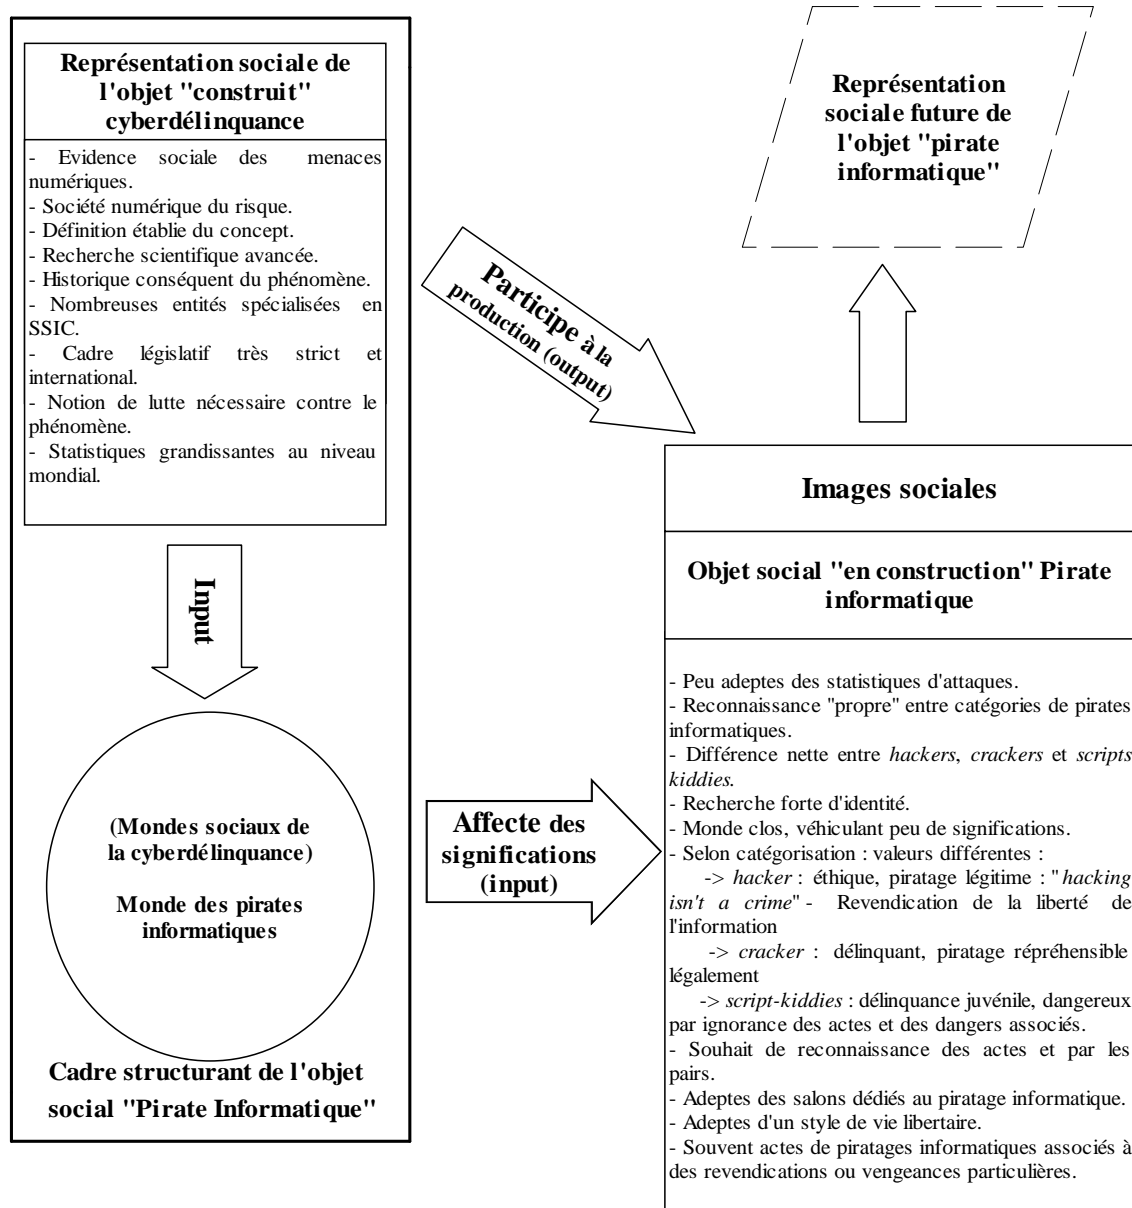 Représentation sociale de
l'objet "construit"
cyberdélinquance
- Evidence sociale des menaces
numériques.
- Société numérique du risque.
- Définition établie du concept.
- Recherche scientifique avancée.
- Historique conséquent du phénomène.
- Nombreuses entités spécialisées en
SSIC.
- Cadre législatif très strict et
international.
- Notion de lutte nécessaire contre le
phénomène.
- Statistiques grandissantes au niveau
mondial.
Input
(Mondes sociaux de
la cyberdélinquance)
Monde des pirates
informatiques
Cadre structurant de l'objet
social "Pirate Informatique"
Participe à la
production (output)
Affecte des
significations
(input)
Représentation
sociale future de
l'objet "pirate
informatique"
Images sociales
Objet social "en construction" Pirate
informatique
- Peu adeptes des statistiques d'attaques.
- Reconnaissance "propre" entre catégories de pirates
informatiques.
- Différence nette entre hackers, crackers et scripts
kiddies.
- Recherche forte d'identité.
- Monde clos, véhiculant peu de significations.
- Selon catégorisation : valeurs différentes :
-> hacker : éthique, piratage légitime : "hacking
isn't a crime" - Revendication de la liberté de
l'information
-> cracker : délinquant, piratage répréhensible
légalement
-> script-kiddies : délinquance juvénile, dangereux
par ignorance des actes et des dangers associés.
- Souhait de reconnaissance des actes et par les
pairs.
- Adeptes des salons dédiés au piratage informatique.
- Adeptes d'un style de vie libertaire.
- Souvent actes de piratages informatiques associés à
des revendications ou vengeances particulières.